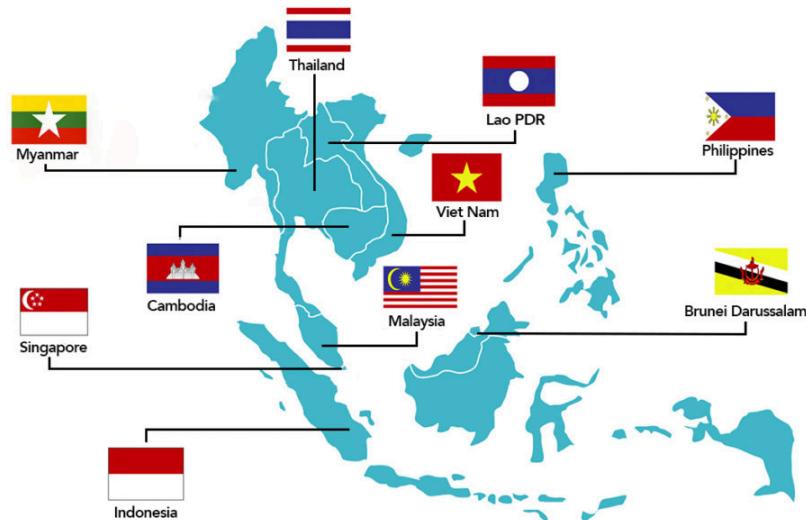 Thailand
Lao PDR
Myanmar
Philippines
Viet Nam
Cambodia
Malaysia
Brunei Darussalam
Singapore
Indonesia